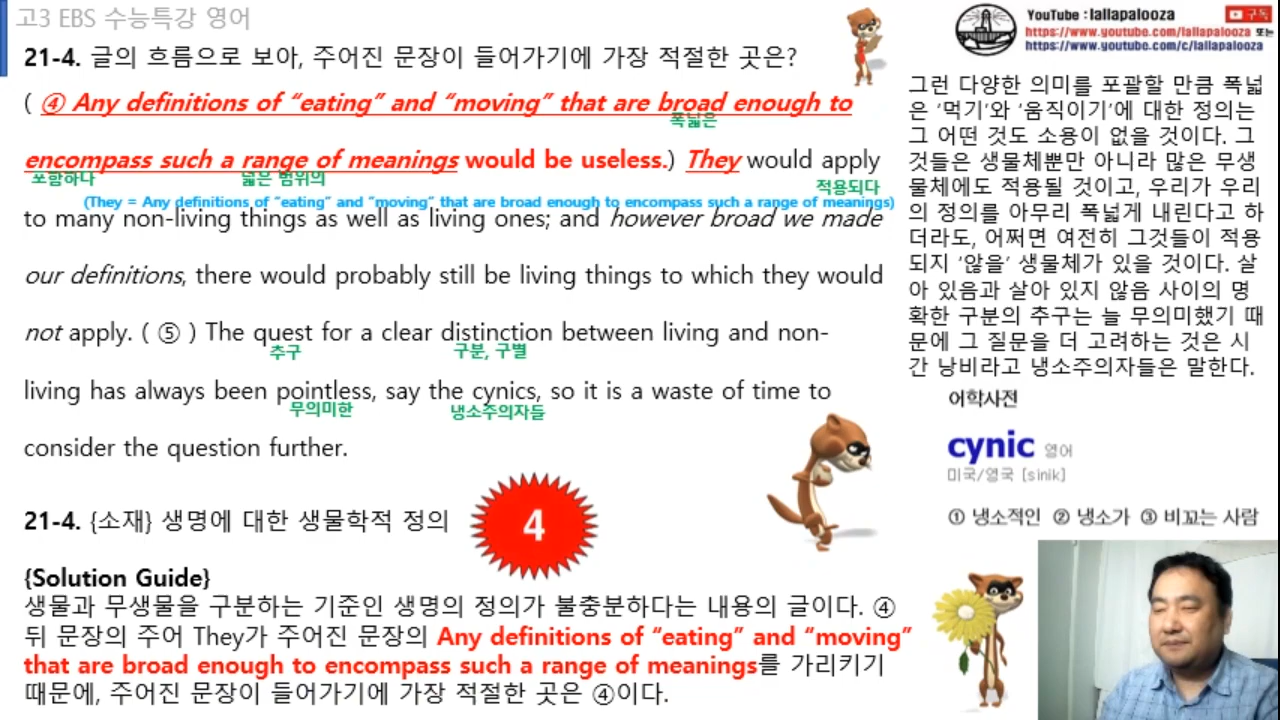 고3 EBS 수능특강 영어
21-4. 글의 흐름으로 보아, 주어진 문장이 들어가기에 가장 적절한 곳은?
( ④ Any definitions of “eating” and “moving” that are broad enough to
폭넓은
encompass such a range of meanings would be useless.) They would apply
포함하다 넓은 범위의 적용되다
(They = Any definitions of “eating” and “moving” that are broad enough to encompass such a range of meanings)
to many non-living things as well as living ones; and however broad we made
our definitions, there would probably still be living things to which they would
not apply. ( ⑤ ) The quest for a clear distinction between living and non-
추구 구분, 구별
living has always been pointless, say the cynics, so it is a waste of time to
무의미한 냉소주의자들
consider the question further.
21-4. {소재} 생명에 대한 생물학적 정의
4
{Solution Guide}
생물과 무생물을 구분하는 기준인 생명의 정의가 불충분하다는 내용의 글이다. ④
뒤 문장의 주어 They가 주어진 문장의 Any definitions of “eating” and “moving”
that are broad enough to encompass such a range of meanings를 가리키기
때문에, 주어진 문장이 들어가기에 가장 적절한 곳은 ④이다.
YouTube : lallapalooza
구독
https://www.youtube.com/lallapalooza 또는
https://www.youtube.com/c/lallapalooza
그런 다양한 의미를 포괄할 만큼 폭넓
은 ‘먹기’와 ‘움직이기’에 대한 정의는
그 어떤 것도 소용이 없을 것이다. 그
것들은 생물체뿐만 아니라 많은 무생
물체에도 적용될 것이고, 우리가 우리
의 정의를 아무리 폭넓게 내린다고 하
더라도, 어쩌면 여전히 그것들이 적용
되지 ‘않을’ 생물체가 있을 것이다. 살
아 있음과 살아 있지 않음 사이의 명
확한 구분의 추구는 늘 무의미했기 때
문에 그 질문을 더 고려하는 것은 시
간 낭비라고 냉소주의자들은 말한다.
어학사전
cynic 영어
미국/영국 [sinik]
① 냉소적인 ② 냉소가 ③ 비꼬는 사람